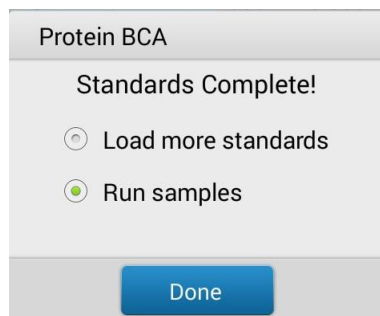 Protein BCA
Standards Complete!
Load more standards
Run samples
Done